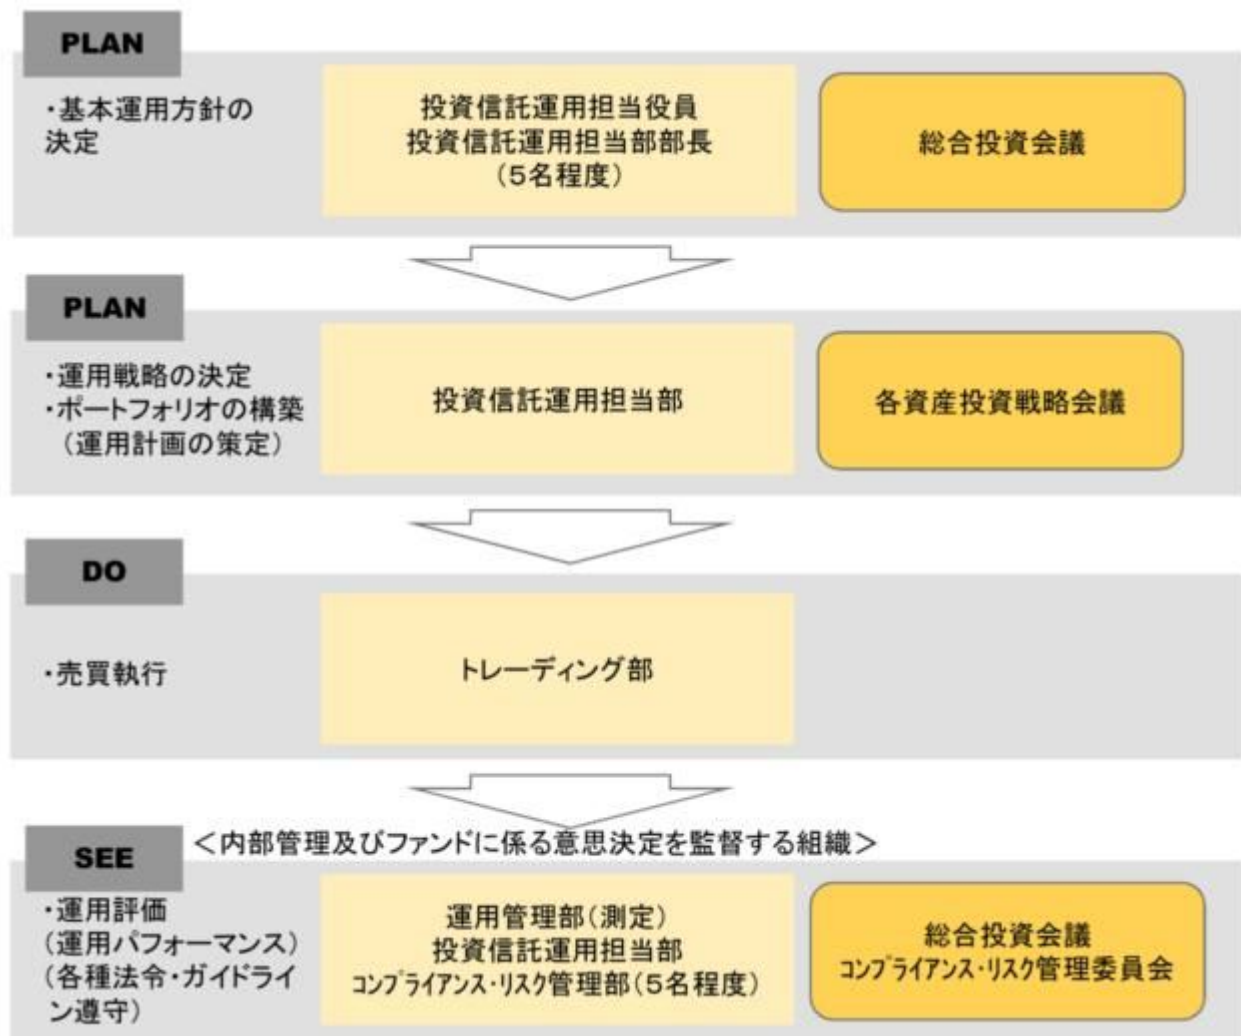 PLAN
・基本運用方針の
決定
投資信託運用担当役員
投資信託運用担当部部長
(5名程度)
総合投資会議
PLAN
・運用戦略の決定
・ポートフォリオの構築
(運用計画の策定)
投資信託運用担当部
各資産投資戦略会議
DO
・売買執行
トレーディング部
SEE
＜内部管理及びファンドに係る意思決定を監督する組織＞
・運用評価
(運用パフォーマンス)
(各種法令・ガイドライ
ン遵守)
運用管理部(測定)
投資信託運用担当部
コンプライアンス・リスク管理部(5名程度)
総合投資会議
コンプライアンス・リスク管理委員会